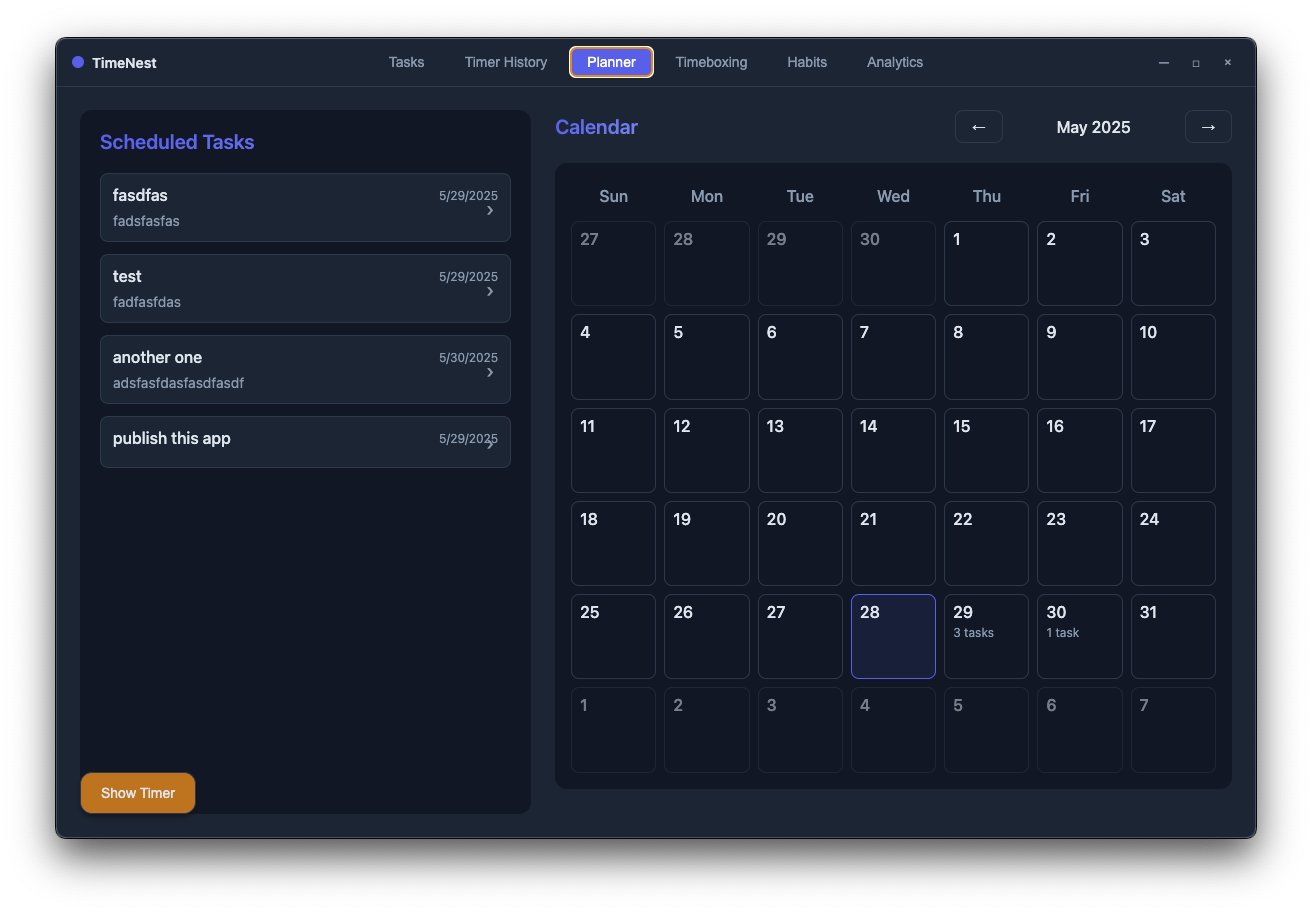 TimeNest
Tasks Timer History Planner Timeboxing Habits Analytics
Scheduled Tasks
fasdfas 5/29/2025
fadsfasfas
test 5/29/2025
fadfasfdas
another one 5/30/2025
adsfasfdasfasdfasdf
publish this app 5/29/2025
Show Timer
Calendar ← May 2025 →
Sun Mon Tue Wed Thu Fri Sat
27 28 29 30 1 2 3
4 5 6 7 8 9 10
11 12 13 14 15 16 17
18 19 20 21 22 23 24
25 26 27 28 29 30 31
3 tasks 1 task
1 2 3 4 5 6 7